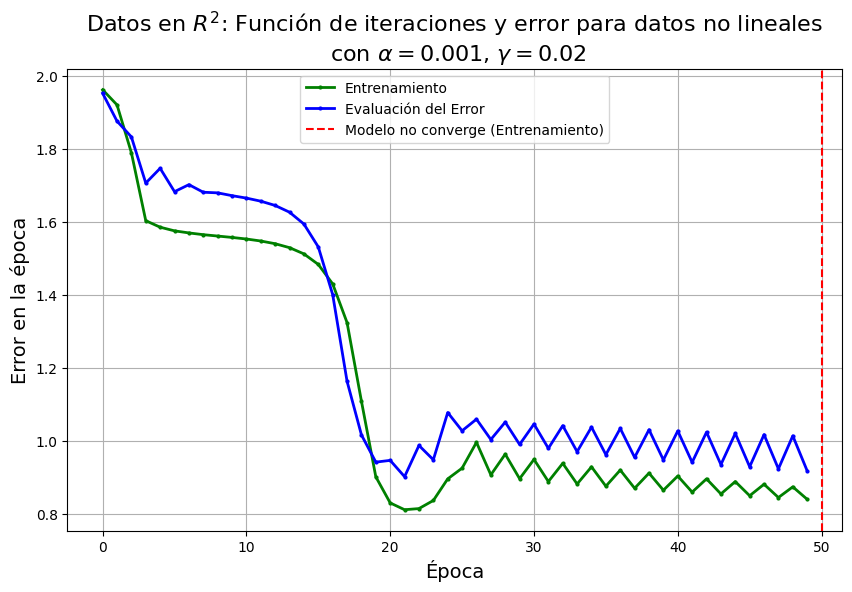 Datos en $R^2$: Función de iteraciones y error para datos no lineales
con $\alpha = 0.001$, $\gamma = 0.02$
Entrenamiento
Evaluación del Error
Modelo no converge (Entrenamiento)
Error en la época
2.0
1.8
1.6
1.4
1.2
1.0
0.8
0
10
20
30
40
50
Época